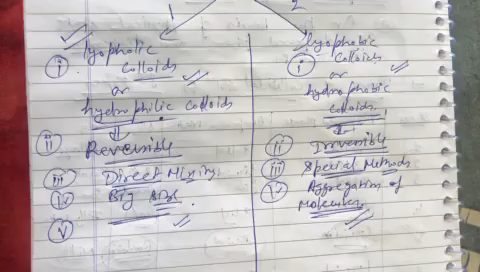 1
2
lyopholic
(i) colloids
or
hydrophilic colloids
(ii) Reversible
(iii) Direct Mixing
(iv) Big size
(v)
lyophobic
(i) colloids
or
hydrophobic
colloids
(ii) Irreversible
(iii) Special Methods
(iv) Aggregation of
Molecules